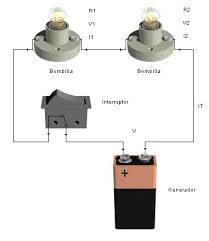 R1
V1
I1
R2
V2
I2
Bombilla
Bombilla
Interruptor
IT
V
+
-
Generador